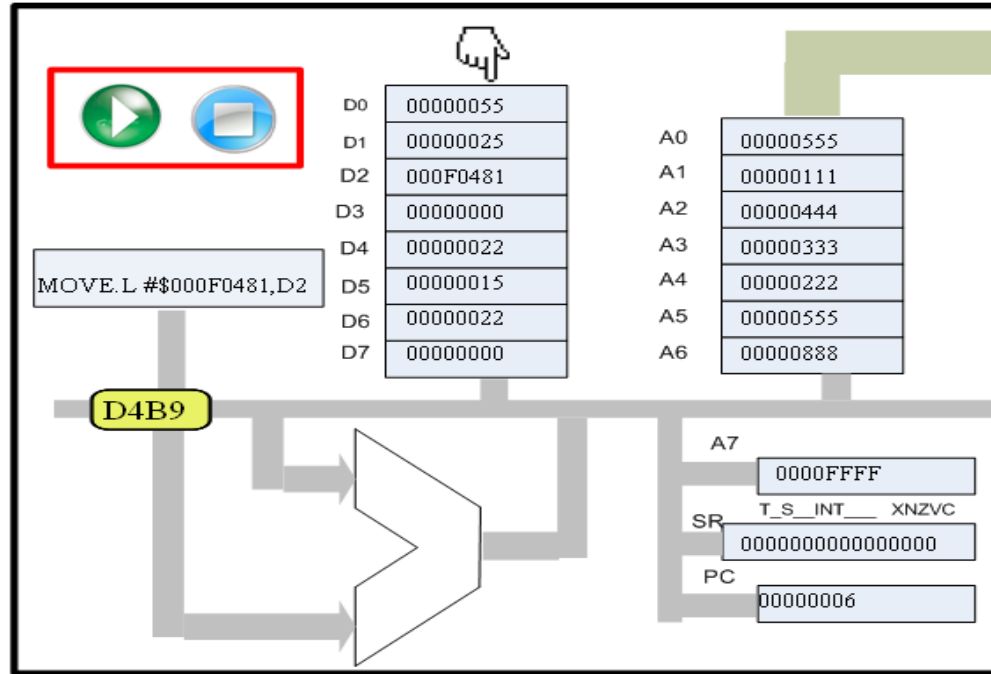 D0 00000055
D1 00000025
D2 000F0481
D3 00000000
D4 00000022
D5 00000015
D6 00000022
D7 00000000
A0 00000555
A1 00000111
A2 00000444
A3 00000333
A4 00000222
A5 00000555
A6 00000888
MOVE.L #$000F0481,D2
D4B9
A7 0000FFFF
T_S__INT___ XNZVC
SR 0000000000000000
PC 00000006